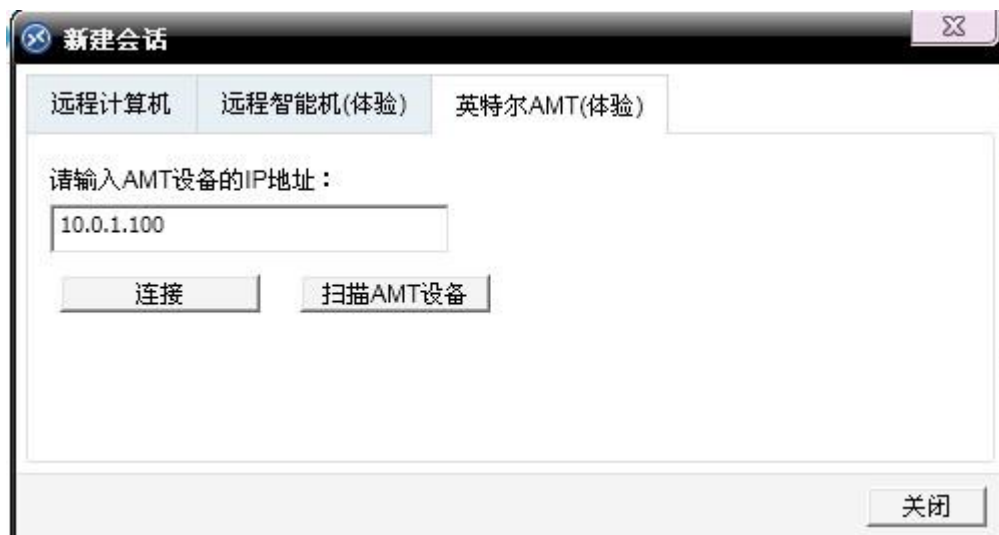 新建会话
远程计算机 远程智能机(体验) 英特尔AMT(体验)
请输入AMT设备的IP地址：
10.0.1.100
连接 扫描AMT设备
关闭